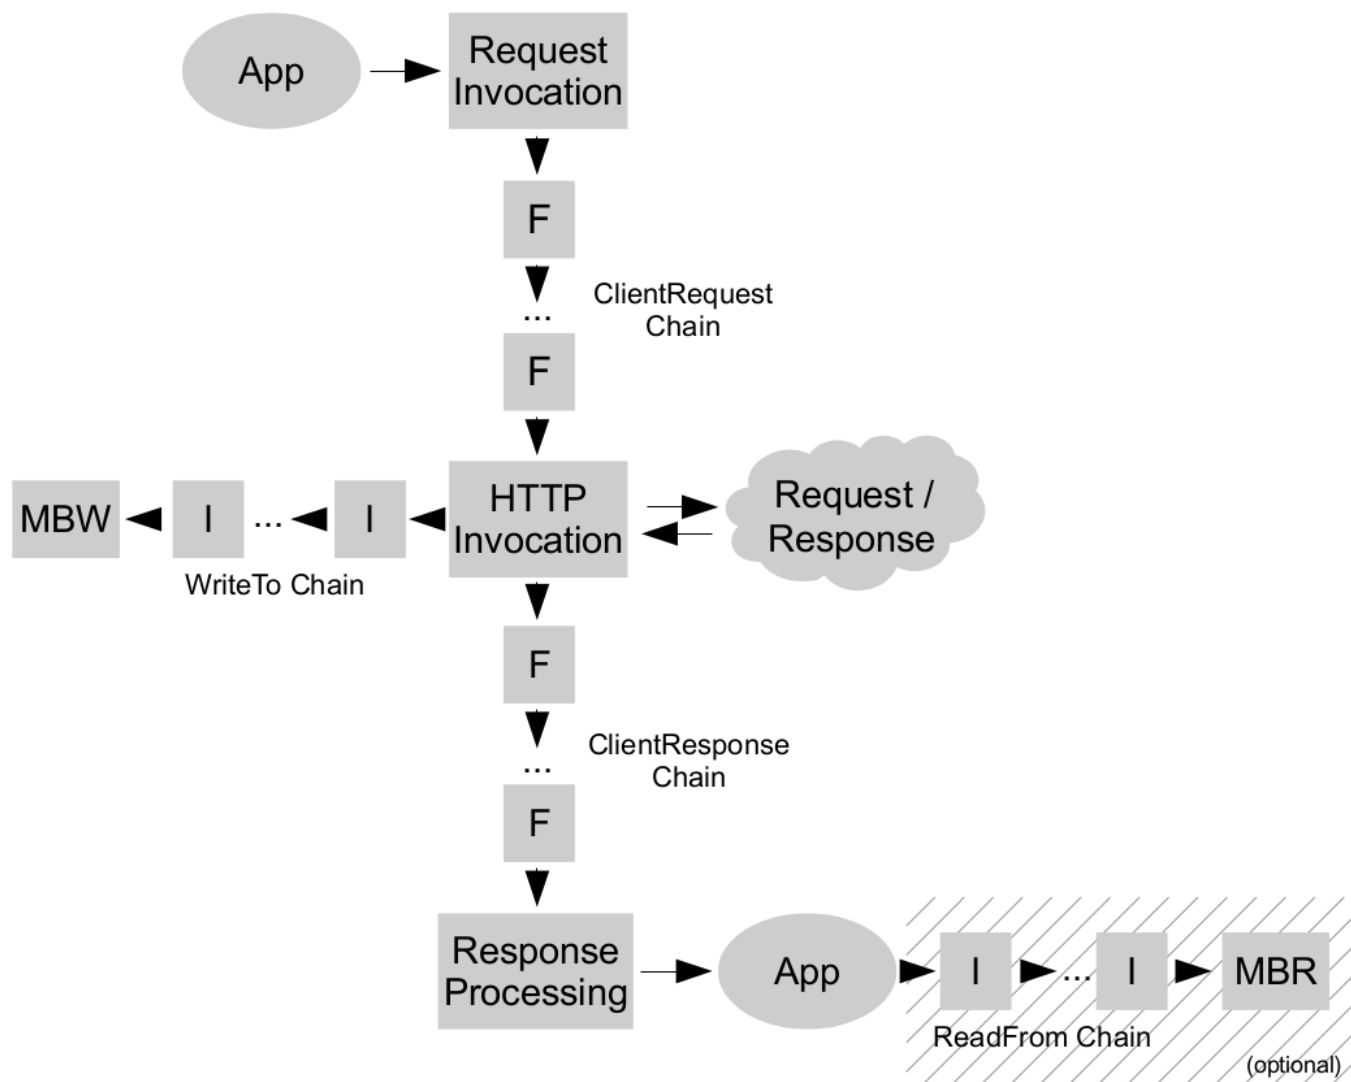 App
Request
Invocation
F
...
ClientRequest
Chain
F
MBW
I
...
I
HTTP
Invocation
Request /
Response
WriteTo Chain
F
...
ClientResponse
Chain
F
Response
Processing
App
I
...
I
MBR
ReadFrom Chain
(optional)